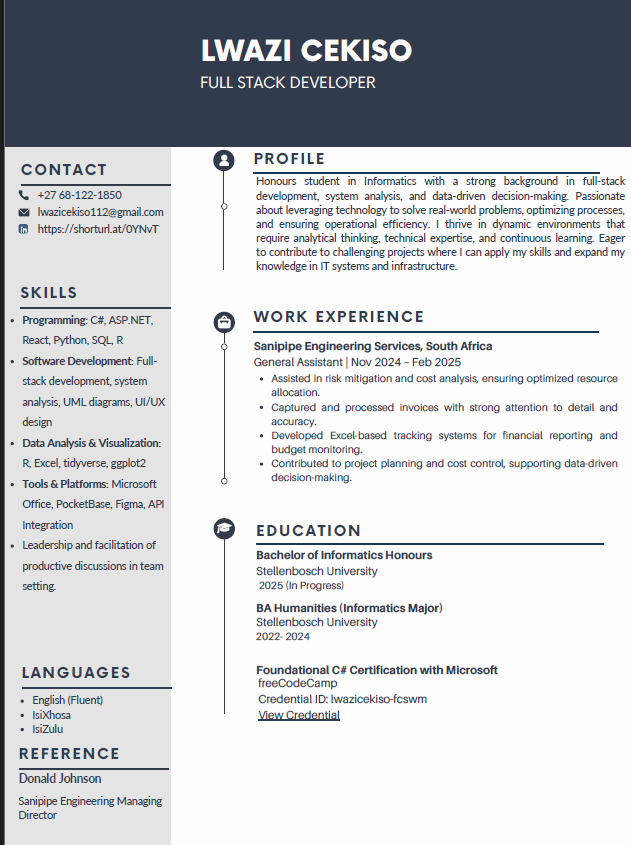 LWAZI CEKISO
FULL STACK DEVELOPER
CONTACT
+27 68-122-1850
lwazicekiso112@gmail.com
https://shorturl.at/0YNvT
SKILLS
• Programming: C#, ASP.NET,
React, Python, SQL, R
• Software Development: Full-
stack development, system
analysis, UML diagrams, UI/UX
design
• Data Analysis & Visualization:
R, Excel, tidyverse, ggplot2
• Tools & Platforms: Microsoft
Office, PocketBase, Figma, API
Integration
• Leadership and facilitation of
productive discussions in team
setting.
LANGUAGES
• English (Fluent)
• IsiXhosa
• IsiZulu
REFERENCE
Donald Johnson
Sanipipe Engineering Managing
Director
PROFILE
Honours student in Informatics with a strong background in full-stack
development, system analysis, and data-driven decision-making. Passionate
about leveraging technology to solve real-world problems, optimizing processes,
and ensuring operational efficiency. I thrive in dynamic environments that
require analytical thinking, technical expertise, and continuous learning. Eager
to contribute to challenging projects where I can apply my skills and expand my
knowledge in IT systems and infrastructure.
WORK EXPERIENCE
Sanipipe Engineering Services, South Africa
General Assistant | Nov 2024 – Feb 2025
• Assisted in risk mitigation and cost analysis, ensuring optimized resource
allocation.
• Captured and processed invoices with strong attention to detail and
accuracy.
• Developed Excel-based tracking systems for financial reporting and
budget monitoring.
• Contributed to project planning and cost control, supporting data-driven
decision-making.
EDUCATION
Bachelor of Informatics Honours
Stellenbosch University
2025 (In Progress)
BA Humanities (Informatics Major)
Stellenbosch University
2022- 2024
Foundational C# Certification with Microsoft
freeCodeCamp
Credential ID: lwazicekiso-fcswm
View Credential